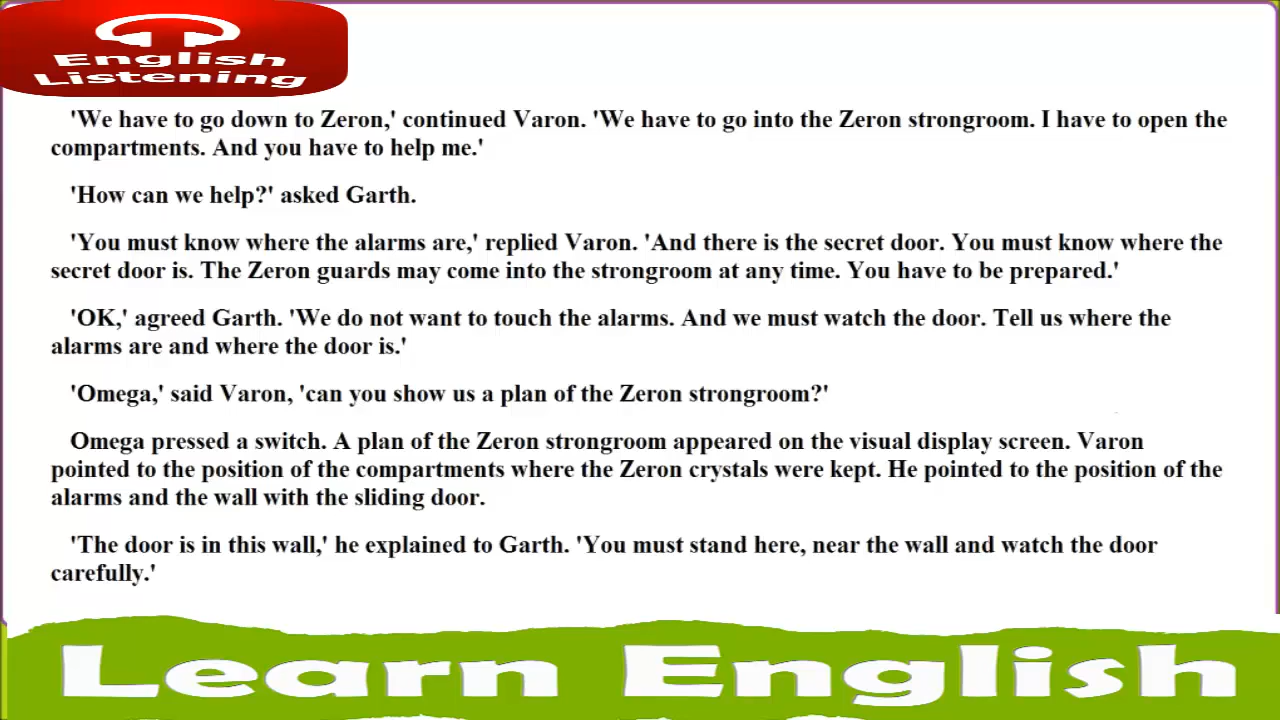 English
Listening
'We have to go down to Zeron,' continued Varon. 'We have to go into the Zeron strongroom. I have to open the
compartments. And you have to help me.'
'How can we help?' asked Garth.
'You must know where the alarms are,' replied Varon. 'And there is the secret door. You must know where the
secret door is. The Zeron guards may come into the strongroom at any time. You have to be prepared.'
'OK,' agreed Garth. 'We do not want to touch the alarms. And we must watch the door. Tell us where the
alarms are and where the door is.'
'Omega,' said Varon, 'can you show us a plan of the Zeron strongroom?'
Omega pressed a switch. A plan of the Zeron strongroom appeared on the visual display screen. Varon
pointed to the position of the compartments where the Zeron crystals were kept. He pointed to the position of the
alarms and the wall with the sliding door.
'The door is in this wall,' he explained to Garth. 'You must stand here, near the wall and watch the door
carefully.'
Learn English